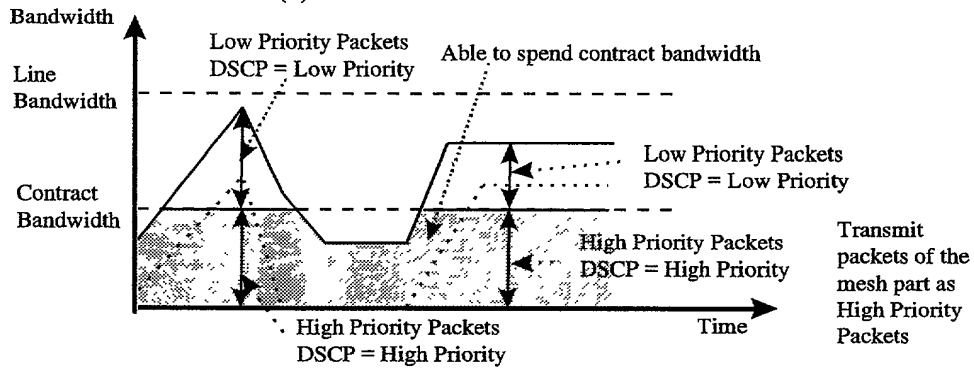 Bandwidth
Low Priority Packets
DSCP = Low Priority
Able to spend contract bandwidth
Line
Bandwidth
Low Priority Packets
DSCP = Low Priority
Contract
Bandwidth
High Priority Packets
DSCP = High Priority
Transmit
packets of the
mesh part as
High Priority
Packets
Time
High Priority Packets
DSCP = High Priority